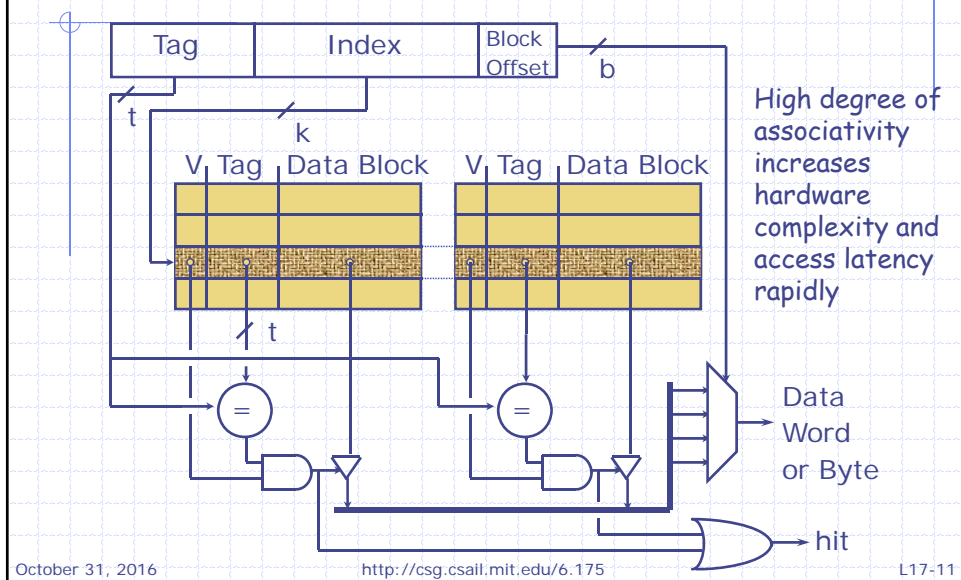 Tag
Index
Block
Offset
b
t
k
High degree of
associativity
increases
hardware
complexity and
access latency
rapidly
V Tag Data Block
V Tag Data Block
t
=
=
Data
Word
or Byte
hit
October 31, 2016
http://csg.csail.mit.edu/6.175
L17-11